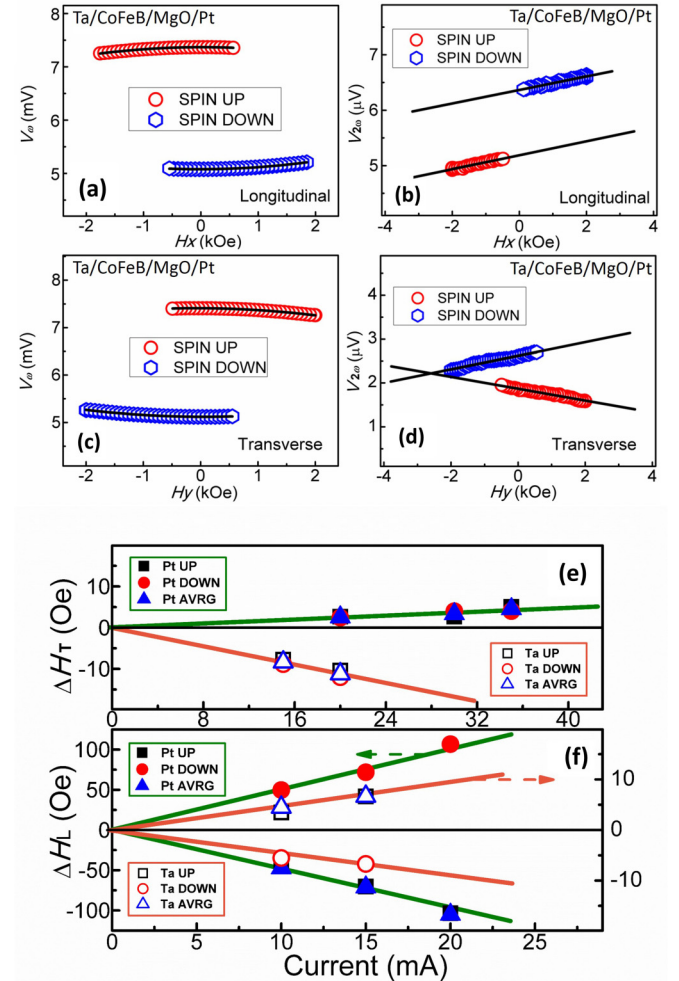 Ta/CoFeB/MgO/Pt
Vω (mV)
8
7
6
5
SPIN UP
SPIN DOWN
(a)
Longitudinal
-2 -1 0 1 2
Hx (kOe)
Ta/CoFeB/MgO/Pt
V2ω (μV)
7
6
5
SPIN UP
SPIN DOWN
(b)
Longitudinal
-4 -2 0 2 4
Hx (kOe)
Ta/CoFeB/MgO/Pt
Vω (mV)
8
7
6
5
SPIN UP
SPIN DOWN
(c)
Transverse
-2 -1 0 1 2
Hy (kOe)
Ta/CoFeB/MgO/Pt
V2ω (μV)
4
3
2
1
SPIN UP
SPIN DOWN
(d)
Transverse
-4 -2 0 2 4
Hy (kOe)
ΔHT (Oe)
10
0
-10
Pt UP
Pt DOWN
Pt AVRG
(e)
Ta UP
Ta DOWN
Ta AVRG
0 8 16 24 32 40
ΔHL (Oe)
100
50
0
-50
-100
Pt UP
Pt DOWN
Pt AVRG
(f)
10
0
-10
Ta UP
Ta DOWN
Ta AVRG
0 5 10 15 20 25
Current (mA)